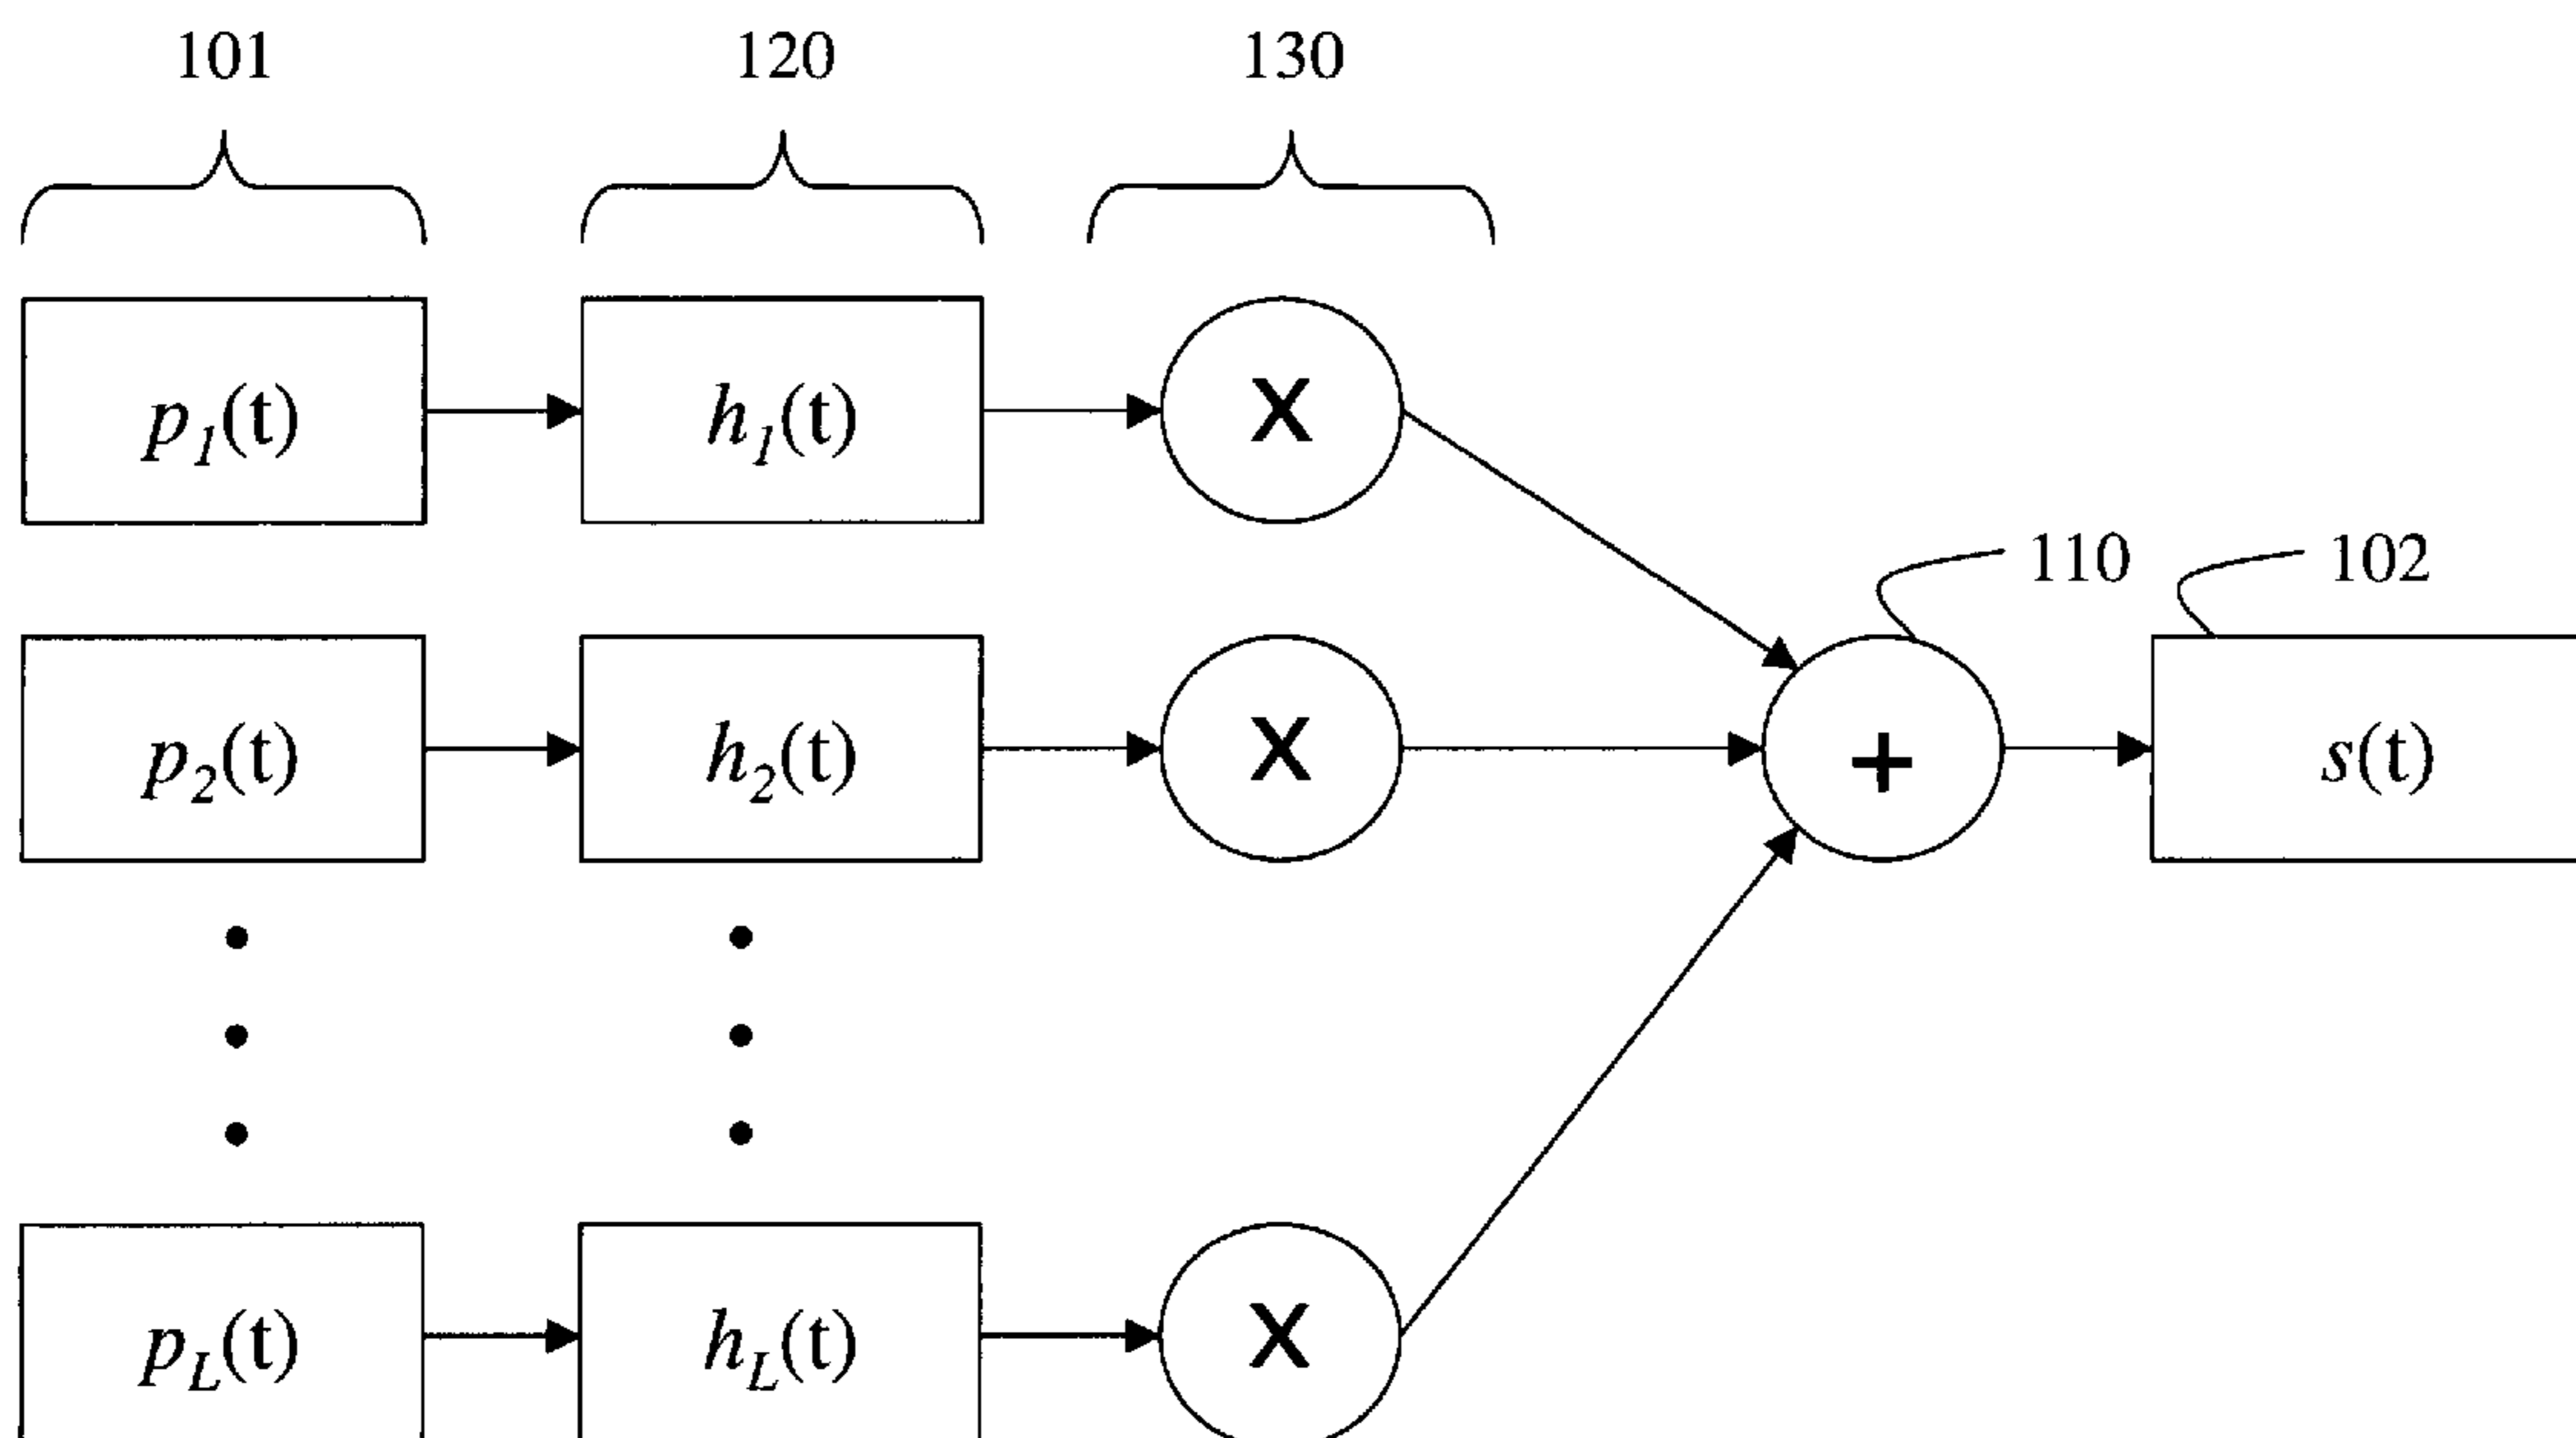 101 120 130
p1(t) h1(t) X
110 102
p2(t) h2(t) X + s(t)
pL(t) hL(t) X